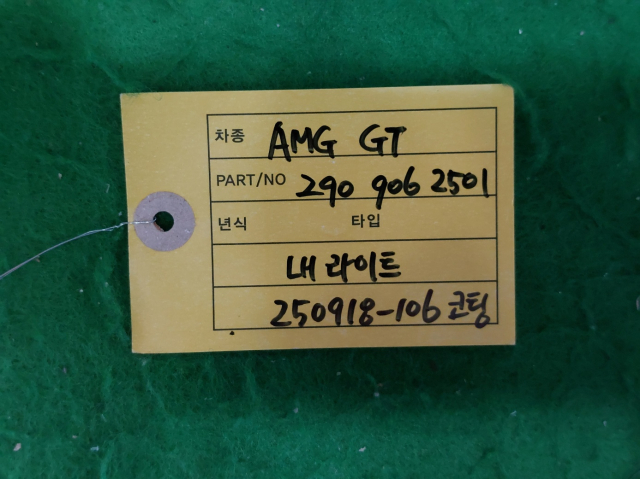 차종 AMG GT
PART/NO 290 906 2501
년식 타입
LH 라이트
250918-106 코팅